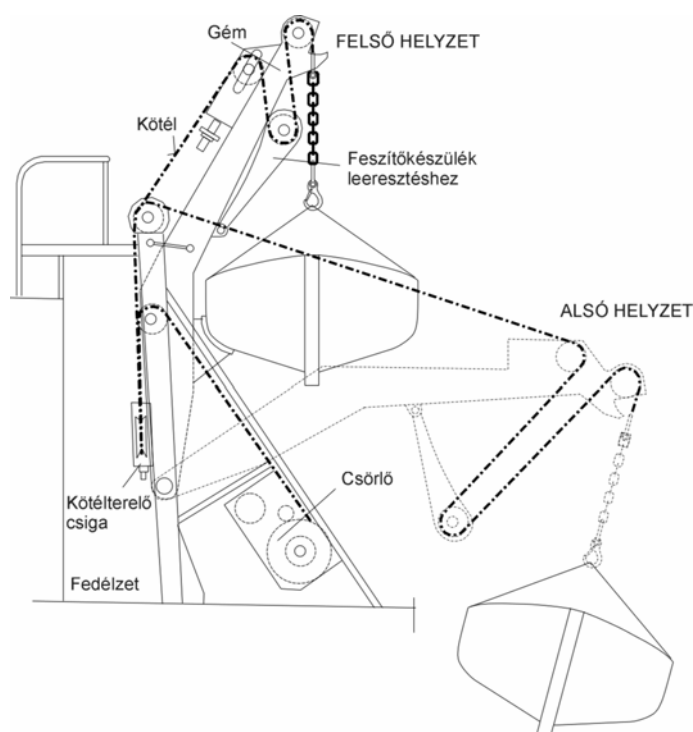 Gém
FELSŐ HELYZET
Kötél
Feszítőkészülék
leeresztéshez
ALSÓ HELYZET
Csörlő
Kötélterelő
csiga
Fedélzet